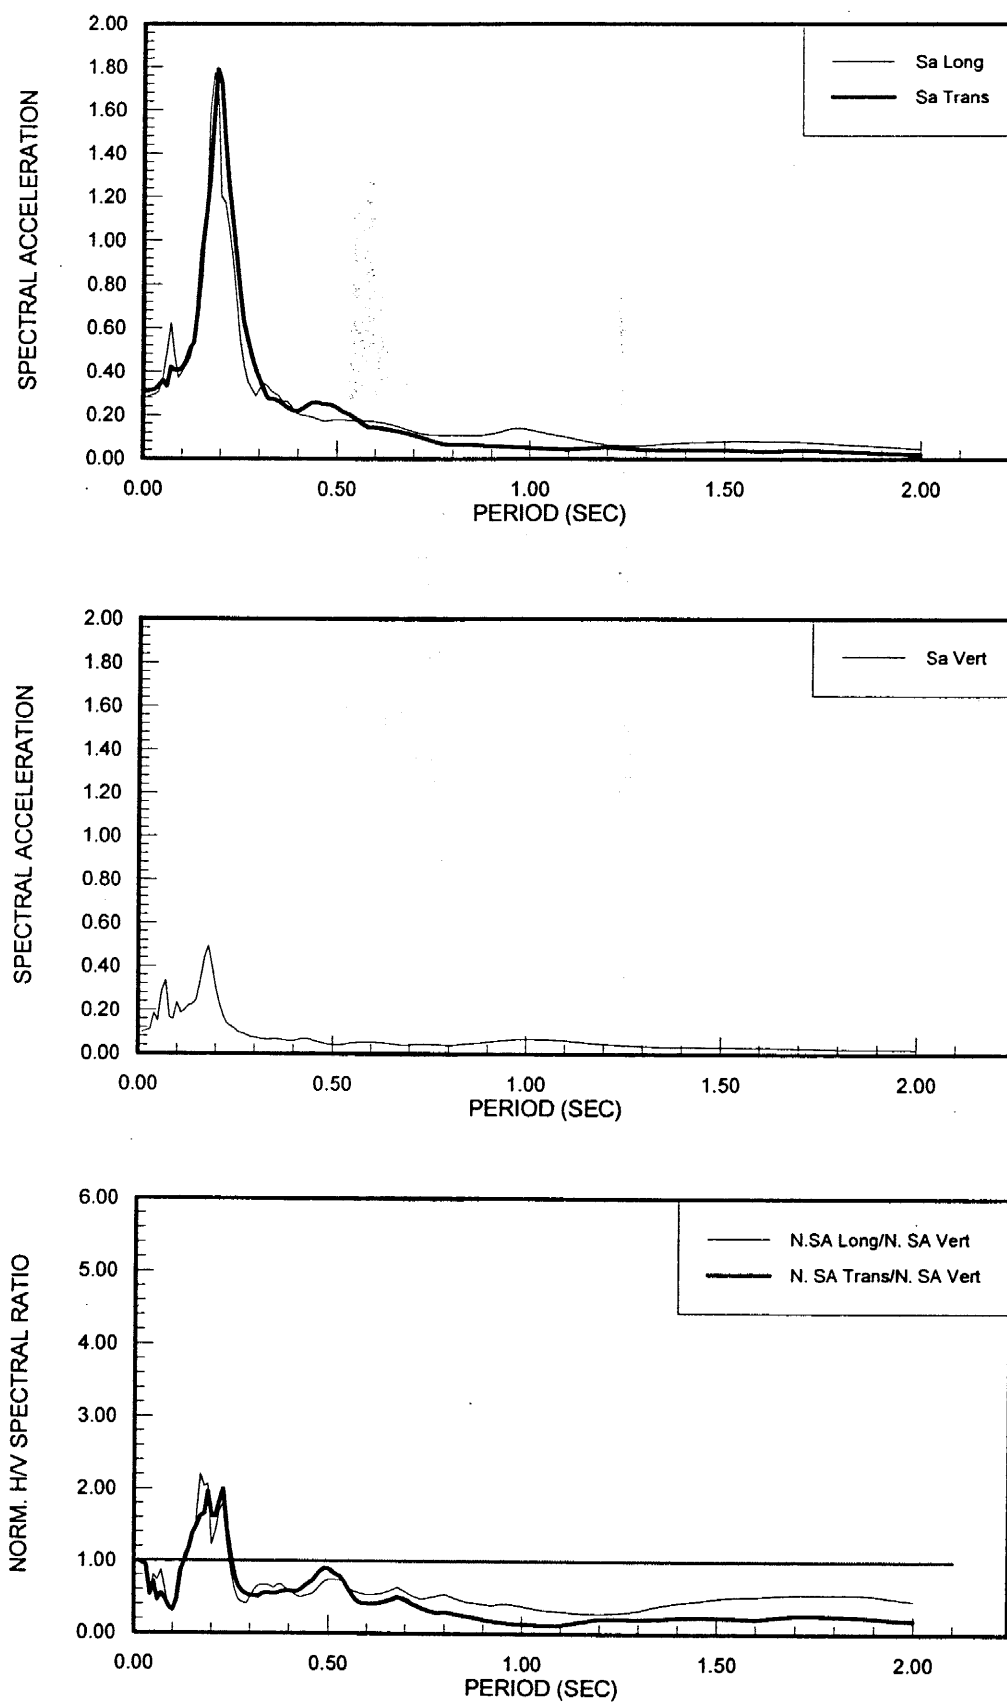 SPECTRAL ACCELERATION
2.00
1.80
1.60
1.40
1.20
1.00
0.80
0.60
0.40
0.20
0.00
Sa Long
Sa Trans
0.00 0.50 1.00 1.50 2.00
PERIOD (SEC)
SPECTRAL ACCELERATION
2.00
1.80
1.60
1.40
1.20
1.00
0.80
0.60
0.40
0.20
0.00
Sa Vert
0.00 0.50 1.00 1.50 2.00
PERIOD (SEC)
NORM. H/V SPECTRAL RATIO
6.00
5.00
4.00
3.00
2.00
1.00
0.00
N.SA Long/N. SA Vert
N. SA Trans/N. SA Vert
0.00 0.50 1.00 1.50 2.00
PERIOD (SEC)